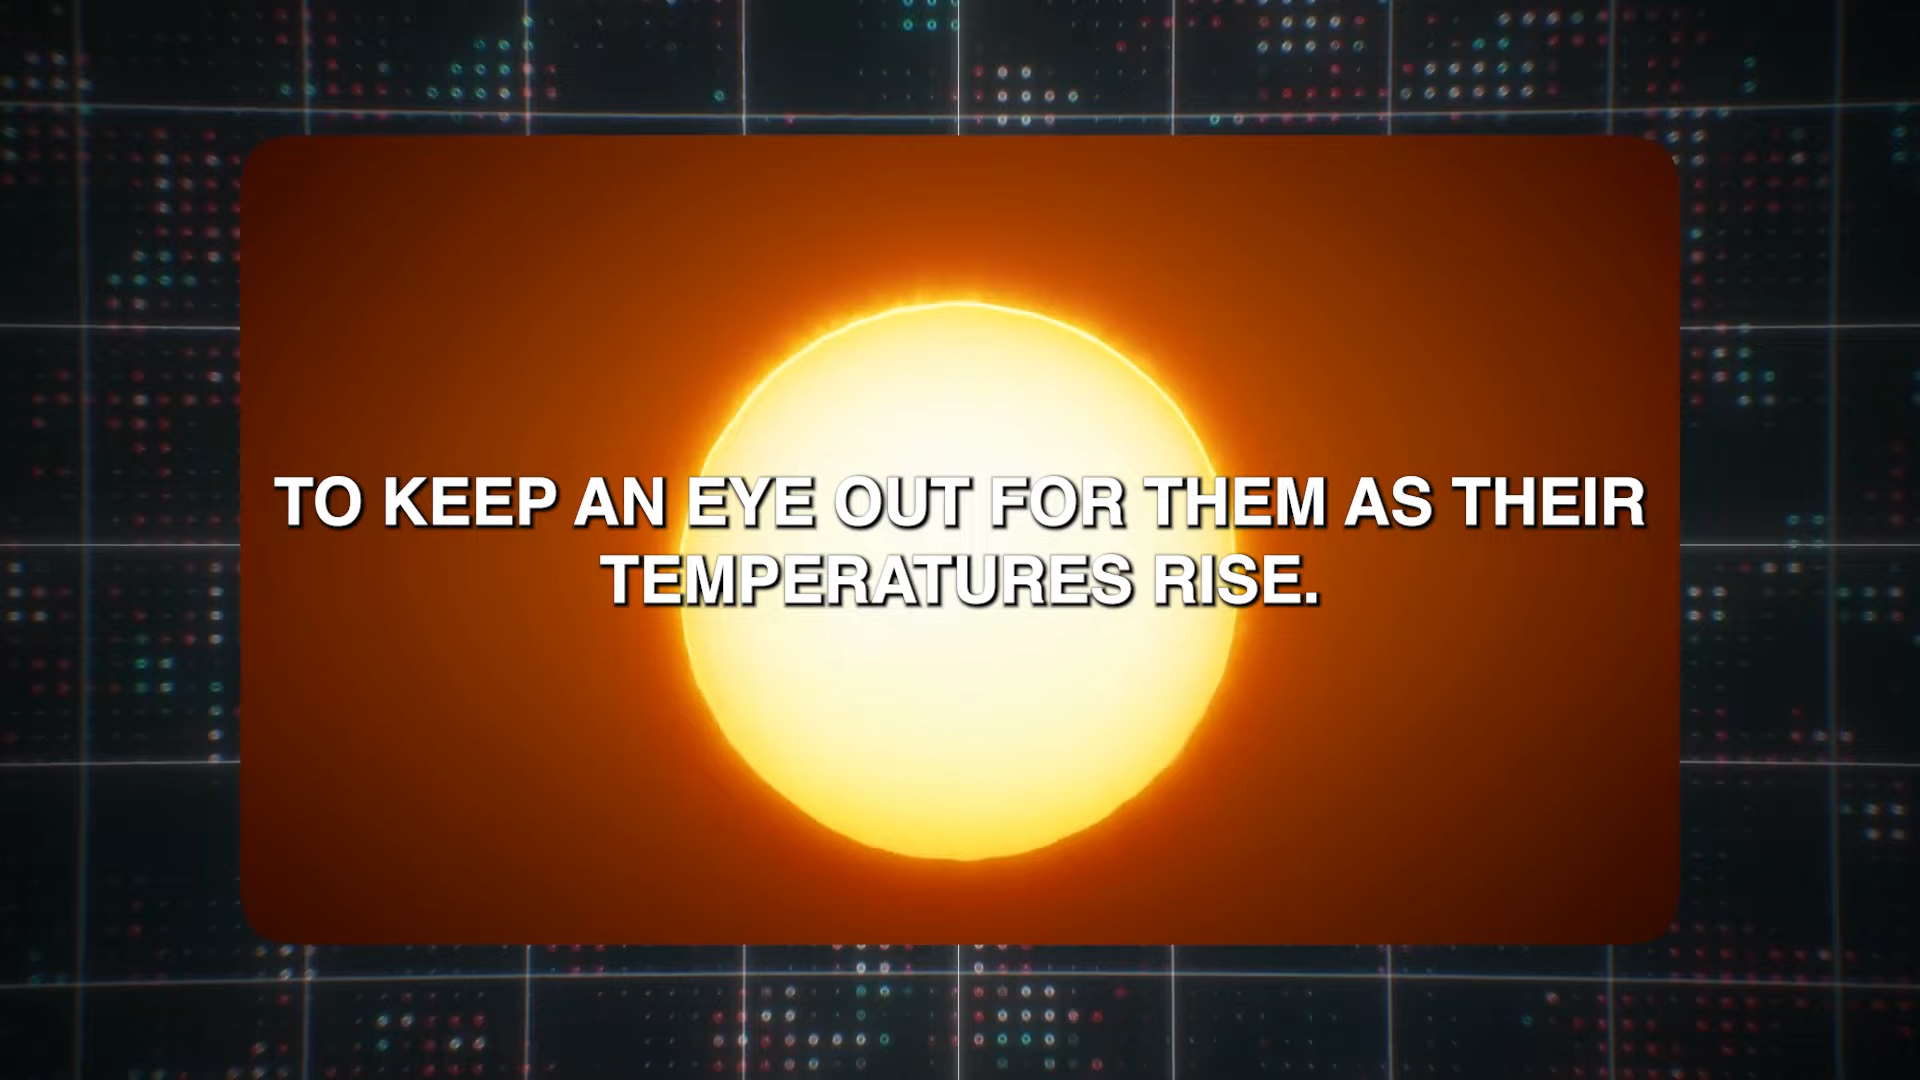 TO KEEP AN EYE OUT FOR THEM AS THEIR
TEMPERATURES RISE.